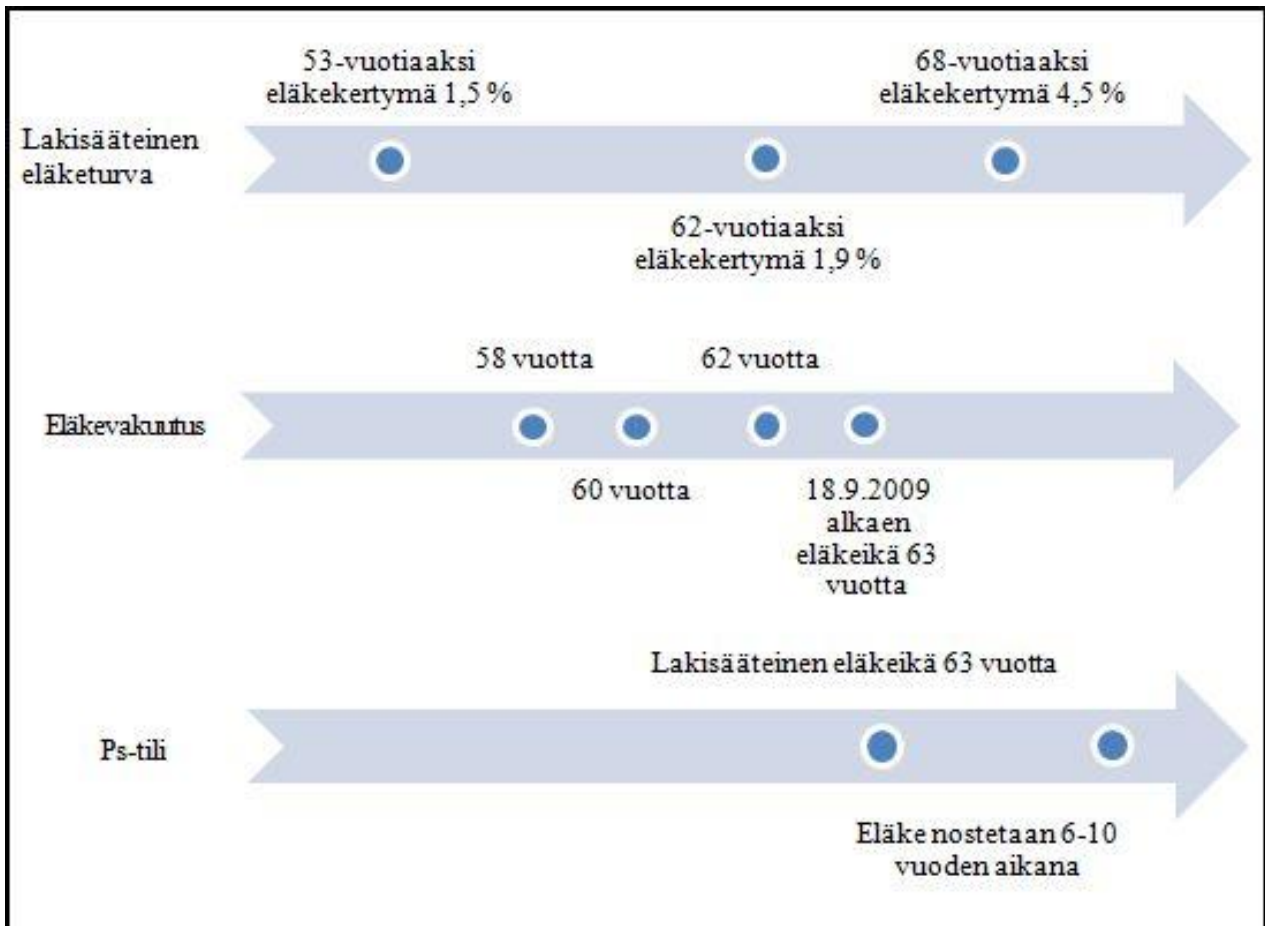 53-vuotiaaksi
eläkekertymä 1,5 %
68-vuotiaaksi
eläkekertymä 4,5 %
Lakisääteinen
eläketurva
62-vuotiaaksi
eläkekertymä 1,9 %
58 vuotta
62 vuotta
Eläkevakuutus
60 vuotta
18.9.2009
alkaen
eläkeikä 63
vuotta
Lakisääteinen eläkeikä 63 vuotta
Ps-tili
Eläke nostetaan 6-10
vuoden aikana